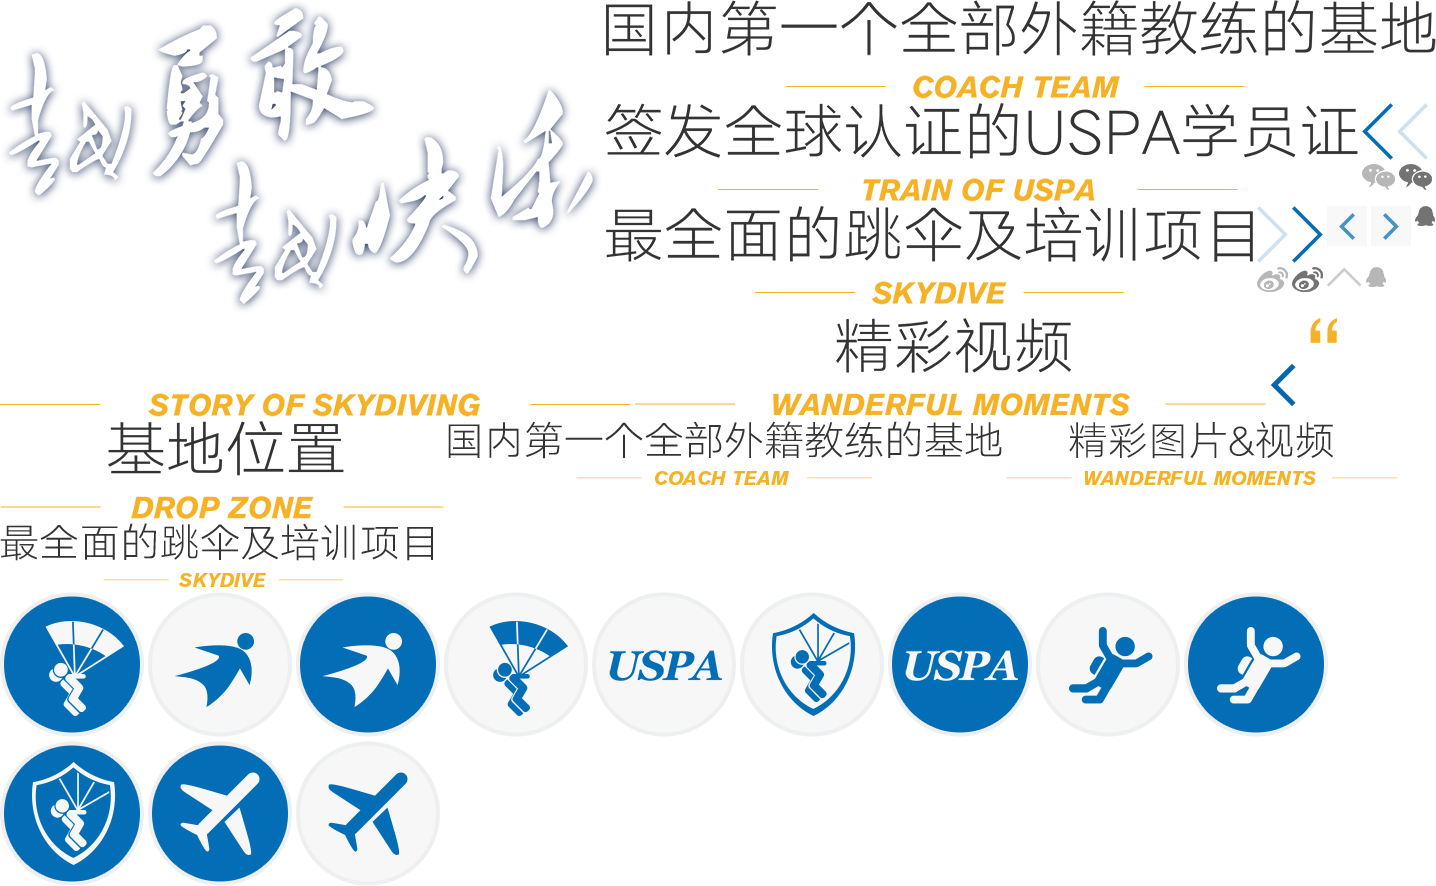 越勇敢
越快乐
国内第一个全部外籍教练的基地
COACH TEAM
签发全球认证的USPA学员证
TRAIN OF USPA
最全面的跳伞及培训项目
SKYDIVE
精彩视频
“
STORY OF SKYDIVING
WANDERFUL MOMENTS
基地位置
国内第一个全部外籍教练的基地
精彩图片&视频
COACH TEAM
WANDERFUL MOMENTS
DROP ZONE
最全面的跳伞及培训项目
SKYDIVE
USPA
USPA